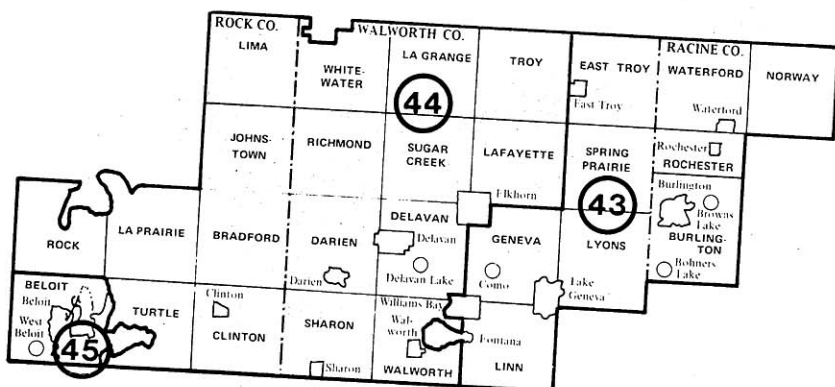 ROCK CO.
WALWORTH CO.
RACINE CO.
LIMA
WHITE-
WATER
LA GRANGE
TROY
EAST TROY
WATERFORD
NORWAY
44
East Troy
Waterford
JOHNS-
TOWN
RICHMOND
SUGAR
CREEK
LAFAYETTE
SPRING
PRAIRIE
Rochester
ROCHESTER
Burlington
Browns
Lake
BURLING-
TON
Bohners
Lake
43
Elkhorn
ROCK
LA PRAIRIE
BRADFORD
DARIEN
Darien
DELAVAN
Delavan
Delavan Lake
GENEVA
Como
LYONS
Lake
Geneva
BELOIT
Beloit
West
Beloit
45
TURTLE
Clinton
CLINTON
SHARON
Sharon
Williams Bay
Wal-
worth
WALWORTH
Fontana
LINN